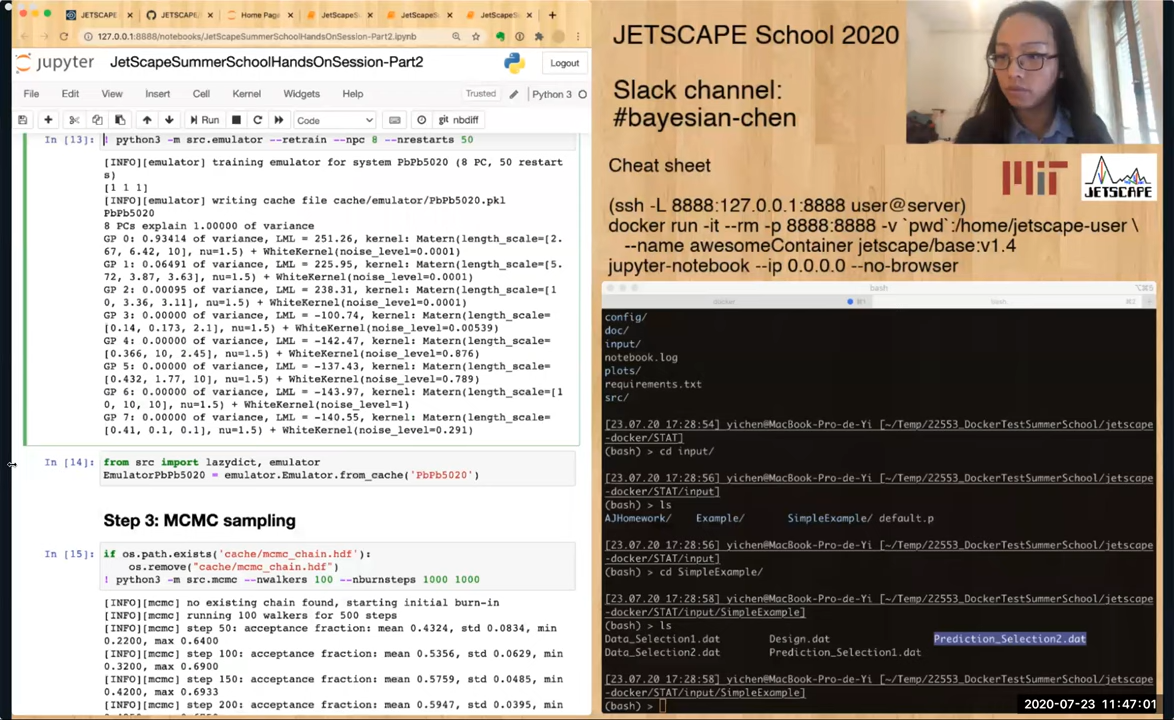 JETSCAPE
JETSCAPE
Home Page
JetScapeS
JetScapeS
JetScapeS
127.0.0.1:8888/notebooks/JetScapeSummerSchoolHandsOnSession-Part2.ipynb
jupyter JetScapeSummerSchoolHandsOnSession-Part2
Logout
File Edit View Insert Cell Kernel Widgets Help
Trusted Python 3
Run Code git nbdiff
In [13]: ! python3 -m src.emulator --retrain --npc 8 --nrestarts 50
[INFO][emulator] training emulator for system PbPb5020 (8 PC, 50 restart
s)
[1 1 1]
[INFO][emulator] writing cache file cache/emulator/PbPb5020.pkl
PbPb5020
8 PCs explain 1.00000 of variance
GP 0: 0.93414 of variance, LML = 251.26, kernel: Matern(length_scale=[2.
67, 6.42, 10], nu=1.5) + WhiteKernel(noise_level=0.0001)
GP 1: 0.06491 of variance, LML = 225.95, kernel: Matern(length_scale=[5.
72, 3.87, 3.63], nu=1.5) + WhiteKernel(noise_level=0.0001)
GP 2: 0.00095 of variance, LML = 238.31, kernel: Matern(length_scale=[1
0, 3.36, 3.11], nu=1.5) + WhiteKernel(noise_level=0.0001)
GP 3: 0.00000 of variance, LML = -100.74, kernel: Matern(length_scale=
[0.14, 0.173, 2.1], nu=1.5) + WhiteKernel(noise_level=0.00539)
GP 4: 0.00000 of variance, LML = -142.47, kernel: Matern(length_scale=
[0.366, 10, 2.45], nu=1.5) + WhiteKernel(noise_level=0.876)
GP 5: 0.00000 of variance, LML = -137.43, kernel: Matern(length_scale=
[0.432, 1.77, 10], nu=1.5) + WhiteKernel(noise_level=0.789)
GP 6: 0.00000 of variance, LML = -143.97, kernel: Matern(length_scale=[1
0, 10, 10], nu=1.5) + WhiteKernel(noise_level=1)
GP 7: 0.00000 of variance, LML = -140.55, kernel: Matern(length_scale=
[0.41, 0.1, 0.1], nu=1.5) + WhiteKernel(noise_level=0.291)
In [14]: from src import lazydict, emulator
EmulatorPbPb5020 = emulator.Emulator.from_cache('PbPb5020')
Step 3: MCMC sampling
In [15]: if os.path.exists('cache/mcmc_chain.hdf'):
os.remove("cache/mcmc_chain.hdf")
! python3 -m src.mcmc --nwalkers 100 --nburnsteps 1000 1000
[INFO][mcmc] no existing chain found, starting initial burn-in
[INFO][mcmc] running 100 walkers for 500 steps
[INFO][mcmc] step 50: acceptance fraction: mean 0.4324, std 0.0834, min
0.2200, max 0.6400
[INFO][mcmc] step 100: acceptance fraction: mean 0.5356, std 0.0629, min
0.3200, max 0.6900
[INFO][mcmc] step 150: acceptance fraction: mean 0.5759, std 0.0485, min
0.4200, max 0.6933
[INFO][mcmc] step 200: acceptance fraction: mean 0.5947, std 0.0395, min
JETSCAPE School 2020
Slack channel:
#bayesian-chen
Cheat sheet
MIT
JETSCAPE
(ssh -L 8888:127.0.0.1:8888 user@server)
docker run -it --rm -p 8888:8888 -v `pwd`:/home/jetscape-user \
--name awesomeContainer jetscape/base:v1.4
jupyter-notebook --ip 0.0.0.0 --no-browser
bash
docker ⌘1 bash ⌘2
config/
doc/
input/
notebook.log
plots/
requirements.txt
src/
[23.07.20 17:28:54] yichen@MacBook-Pro-de-Yi [~/Temp/22553_DockerTestSummerSchool/jetscape
-docker/STAT]
(bash) > cd input/
[23.07.20 17:28:56] yichen@MacBook-Pro-de-Yi [~/Temp/22553_DockerTestSummerSchool/jetscape
-docker/STAT/input]
(bash) > ls
AJHomework/ Example/ SimpleExample/ default.p
[23.07.20 17:28:56] yichen@MacBook-Pro-de-Yi [~/Temp/22553_DockerTestSummerSchool/jetscape
-docker/STAT/input]
(bash) > cd SimpleExample/
[23.07.20 17:28:58] yichen@MacBook-Pro-de-Yi [~/Temp/22553_DockerTestSummerSchool/jetscape
-docker/STAT/input/SimpleExample]
(bash) > ls
Data_Selection1.dat Design.dat Prediction_Selection2.dat
Data_Selection2.dat Prediction_Selection1.dat
[23.07.20 17:28:58] yichen@MacBook-Pro-de-Yi [~/Temp/22553_DockerTestSummerSchool/jetscape
-docker/STAT/input/SimpleExample]
(bash) >
2020-07-23 11:47:01